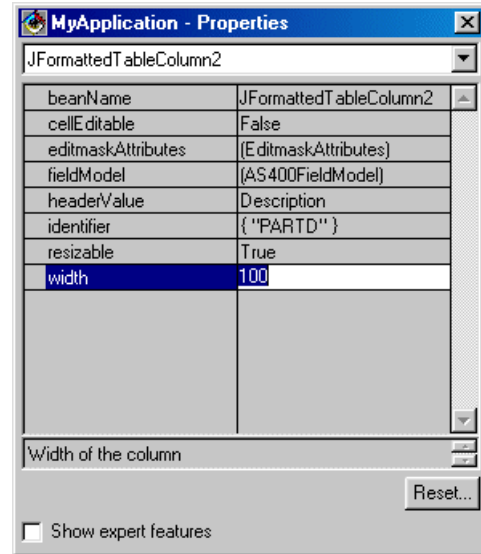 MyApplication - Properties
JFormattedTableColumn2
beanName JFormattedTableColumn2
cellEditable False
editmaskAttributes (EditmaskAttributes)
fieldModel (AS400FieldModel)
headerValue Description
identifier { "PARTD" }
resizable True
width 100
Width of the column
Reset...
Show expert features